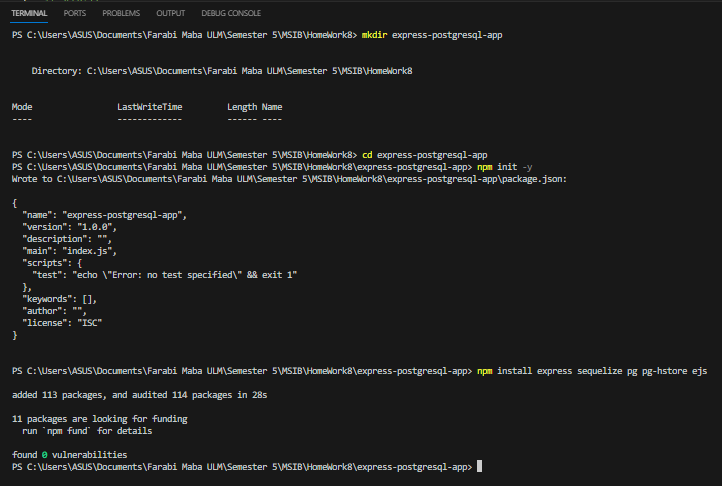 TERMINAL PORTS PROBLEMS OUTPUT DEBUG CONSOLE
PS C:\Users\ASUS\Documents\Farabi Maba ULM\Semester 5\MSIB\HomeWork8> mkdir express-postgresql-app
Directory: C:\Users\ASUS\Documents\Farabi Maba ULM\Semester 5\MSIB\HomeWork8
Mode LastWriteTime Length Name
---- ------------- ------ ----
PS C:\Users\ASUS\Documents\Farabi Maba ULM\Semester 5\MSIB\HomeWork8> cd express-postgresql-app
PS C:\Users\ASUS\Documents\Farabi Maba ULM\Semester 5\MSIB\HomeWork8\express-postgresql-app> npm init -y
Wrote to C:\Users\ASUS\Documents\Farabi Maba ULM\Semester 5\MSIB\HomeWork8\express-postgresql-app\package.json:
{
  "name": "express-postgresql-app",
  "version": "1.0.0",
  "description": "",
  "main": "index.js",
  "scripts": {
    "test": "echo \"Error: no test specified\" && exit 1"
  },
  "keywords": [],
  "author": "",
  "license": "ISC"
}
PS C:\Users\ASUS\Documents\Farabi Maba ULM\Semester 5\MSIB\HomeWork8\express-postgresql-app> npm install express sequelize pg pg-hstore ejs
added 113 packages, and audited 114 packages in 28s
11 packages are looking for funding
  run `npm fund` for details
found 0 vulnerabilities
PS C:\Users\ASUS\Documents\Farabi Maba ULM\Semester 5\MSIB\HomeWork8\express-postgresql-app>